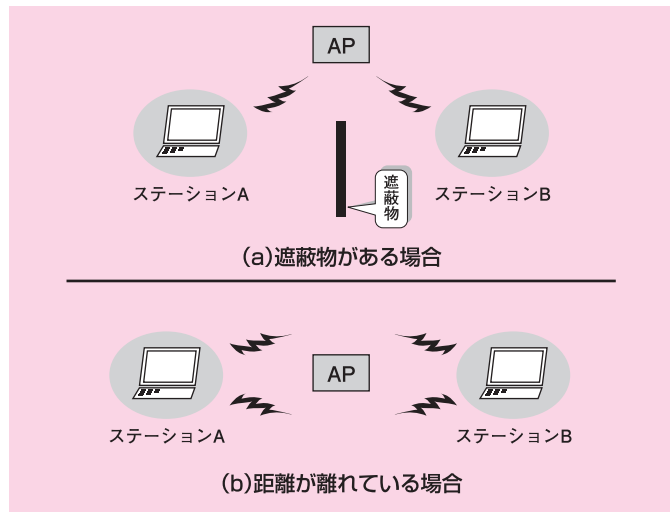 AP
ステーションA
ステーションB
遮蔽物
(a)遮蔽物がある場合
AP
ステーションA
ステーションB
(b)距離が離れている場合